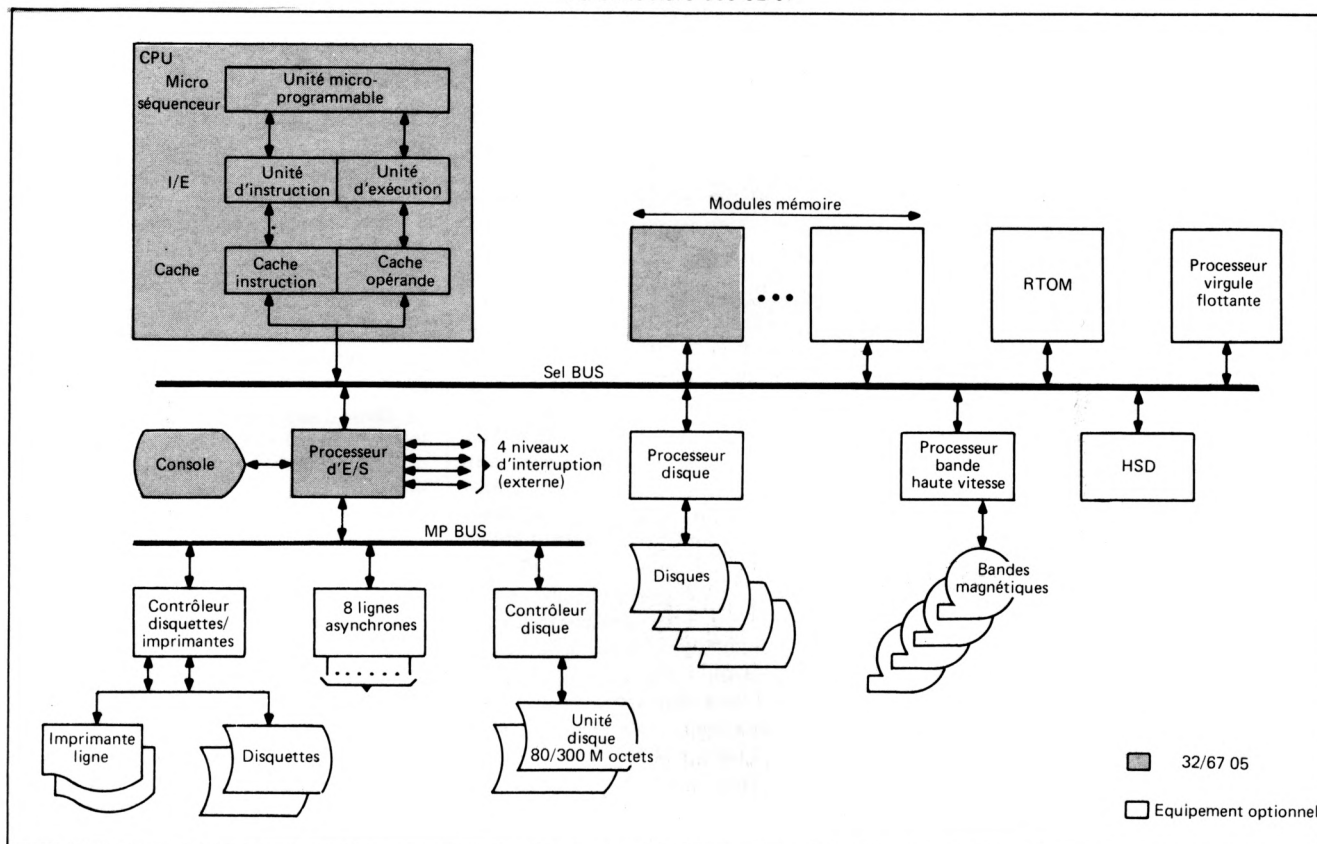 CPU
Micro
séquenceur
Unité micro-
programmable
I/E
Unité
d'instruction
Unité
d'exécution
Cache
Cache
instruction
Cache
opérande
Modules mémoire
RTOM
Processeur
virgule
flottante
Sel BUS
Console
Processeur
d'E/S
4 niveaux
d'interruption
(externe)
Processeur
disque
Processeur
bande
haute vitesse
HSD
MP BUS
Contrôleur
disquettes/
imprimantes
8 lignes
asynchrones
Contrôleur
disque
Disques
Bandes
magnétiques
Imprimante
ligne
Disquettes
Unité
disque
80/300 M octets
32/67 05
Equipement optionnel